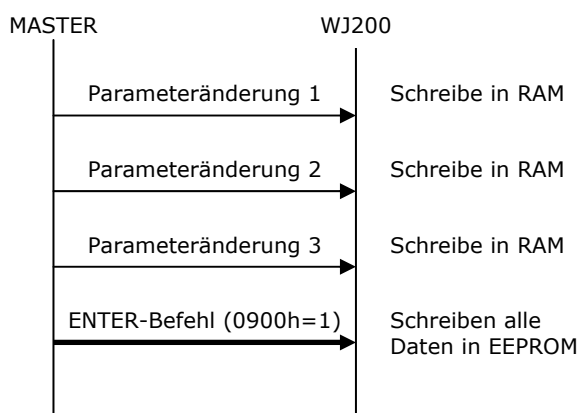 MASTER WJ200
Parameteränderung 1 Schreibe in RAM
Parameteränderung 2 Schreibe in RAM
Parameteränderung 3 Schreibe in RAM
ENTER-Befehl (0900h=1) Schreiben alle
Daten in EEPROM